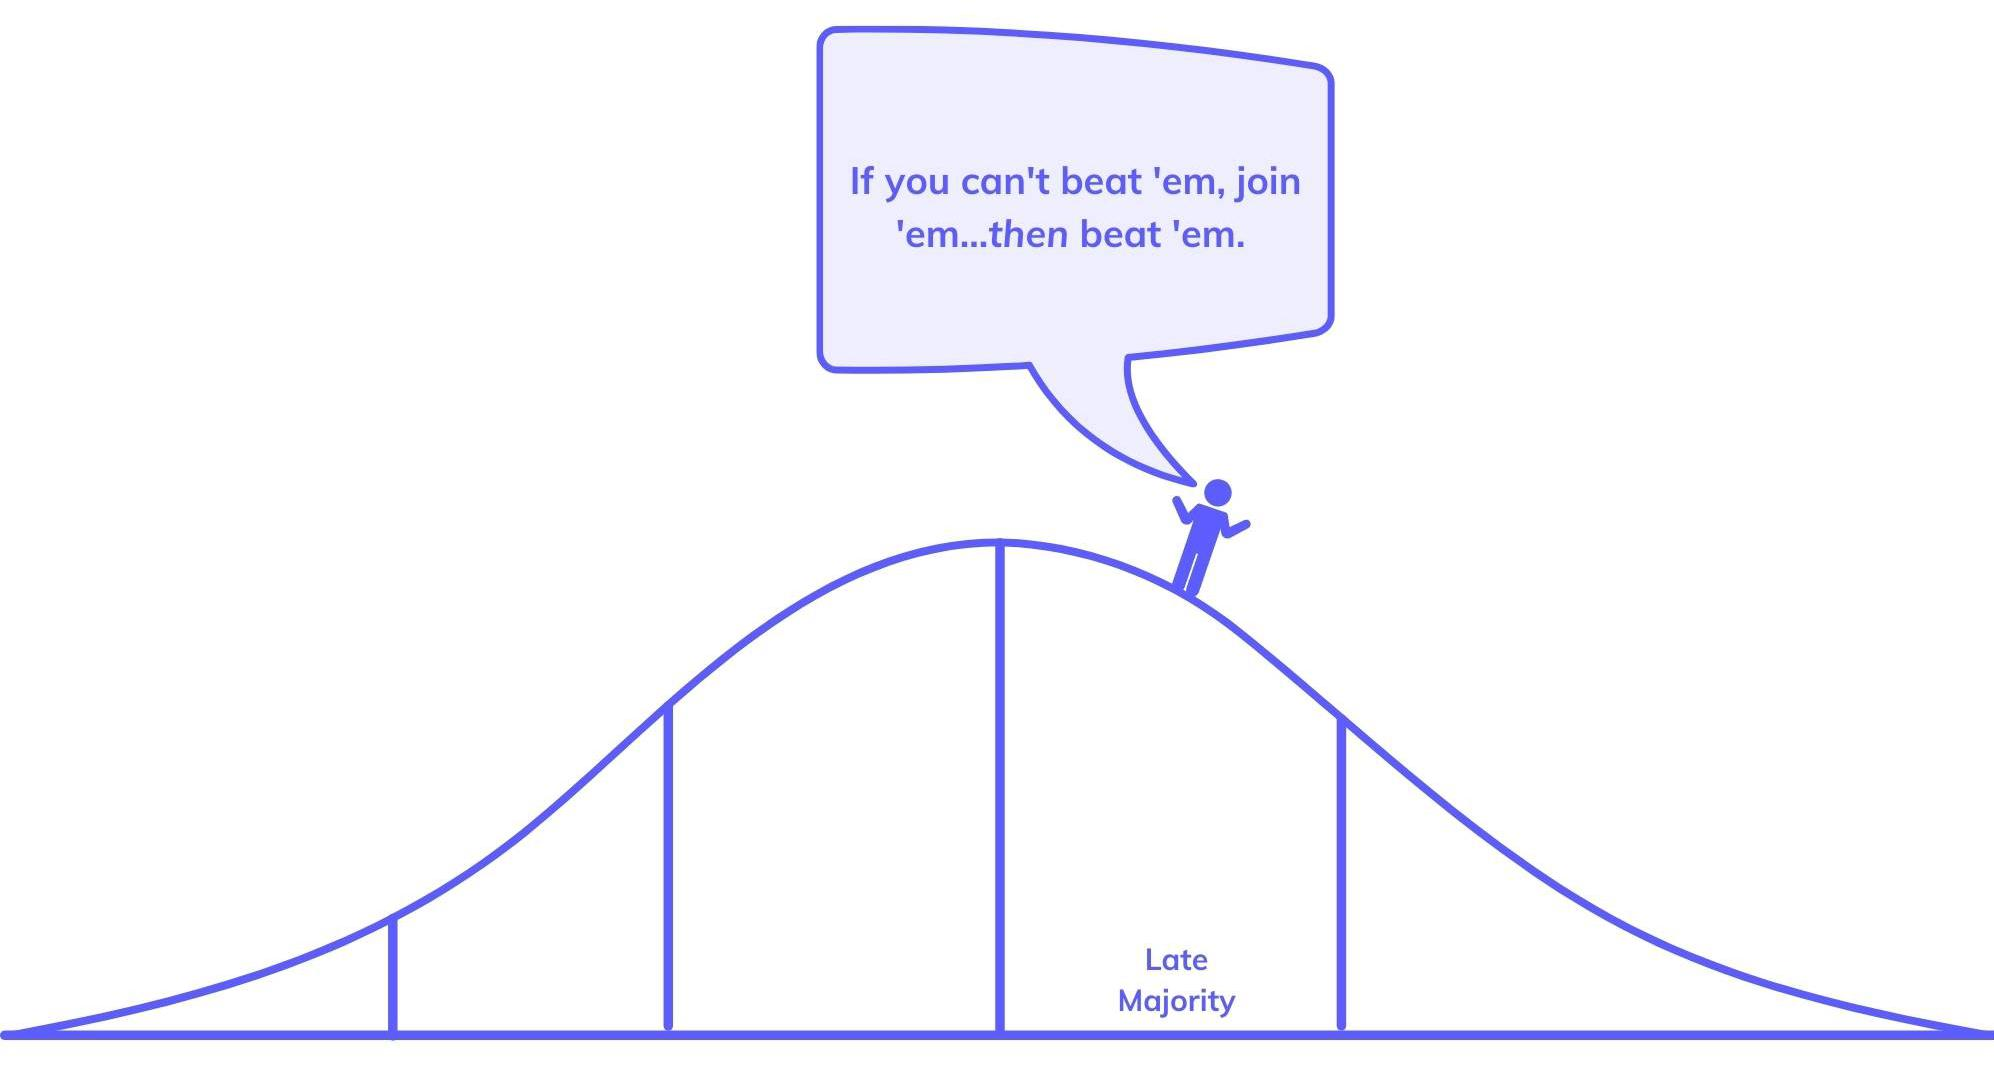 If you can't beat 'em, join
'em...then beat 'em.
Late
Majority